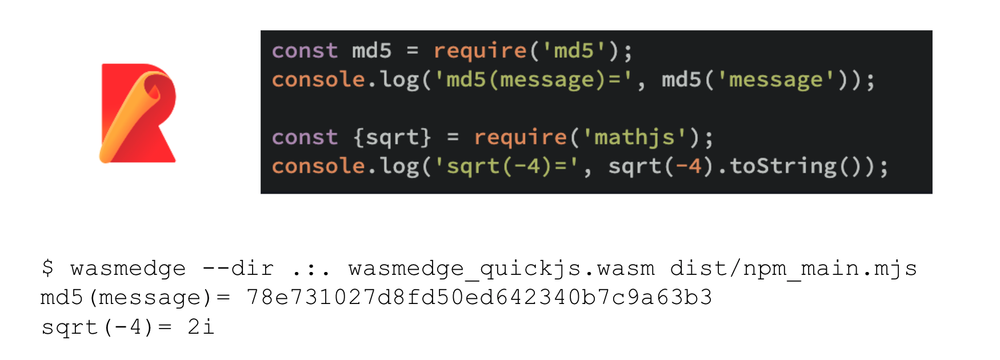 const md5 = require('md5');
console.log('md5(message)=', md5('message'));
const {sqrt} = require('mathjs');
console.log('sqrt(-4)=', sqrt(-4).toString());
$ wasmedge --dir .:. wasmedge_quickjs.wasm dist/npm_main.mjs
md5(message)= 78e731027d8fd50ed642340b7c9a63b3
sqrt(-4)= 2i